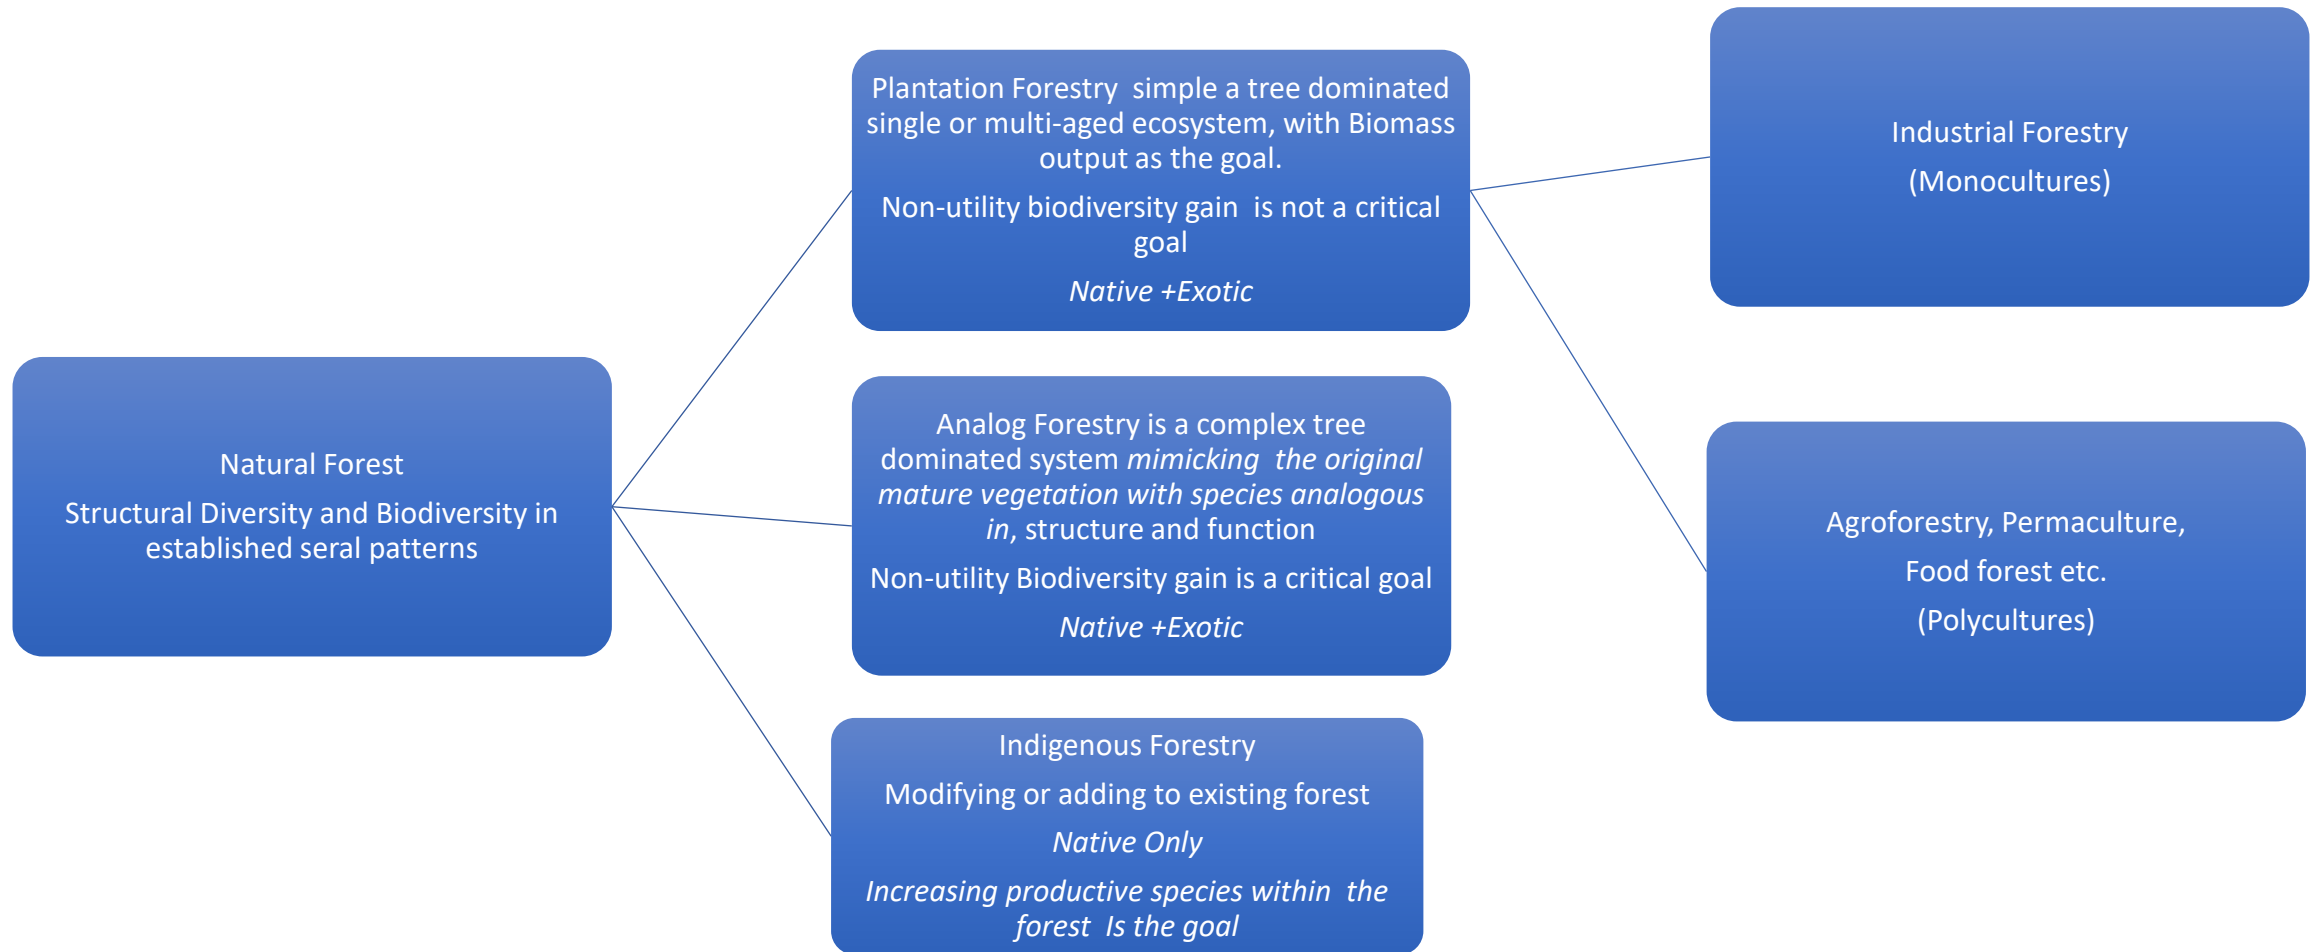 Natural Forest
Structural Diversity and Biodiversity in
established seral patterns
Plantation Forestry  simple a tree dominated
single or multi-aged ecosystem, with Biomass
output as the goal.
Non-utility biodiversity gain  is not a critical
goal
Native +Exotic
Analog Forestry is a complex tree
dominated system mimicking  the original
mature vegetation with species analogous
in, structure and function
Non-utility Biodiversity gain is a critical goal
Native +Exotic
Indigenous Forestry
Modifying or adding to existing forest
Native Only
Increasing productive species within  the
forest  Is the goal
Industrial Forestry
(Monocultures)
Agroforestry, Permaculture,
Food forest etc.
(Polycultures)